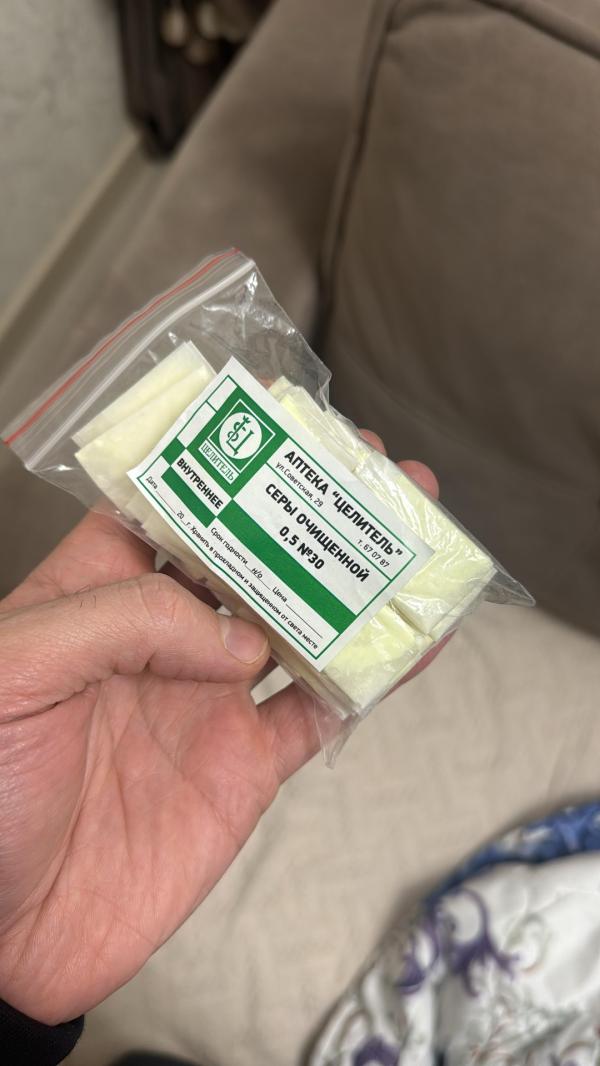 ЦЕЛИТЕЛЬ
ВНУТРЕННЕЕ
АПТЕКА "ЦЕЛИТЕЛЬ"
ул.Советская, 29
т. 67 07 87
СЕРЫ ОЧИЩЕННОЙ
0,5 №30
Дата
20__г. Срок годности н/о Цена
Хранить в прохладном и защищенном от света месте